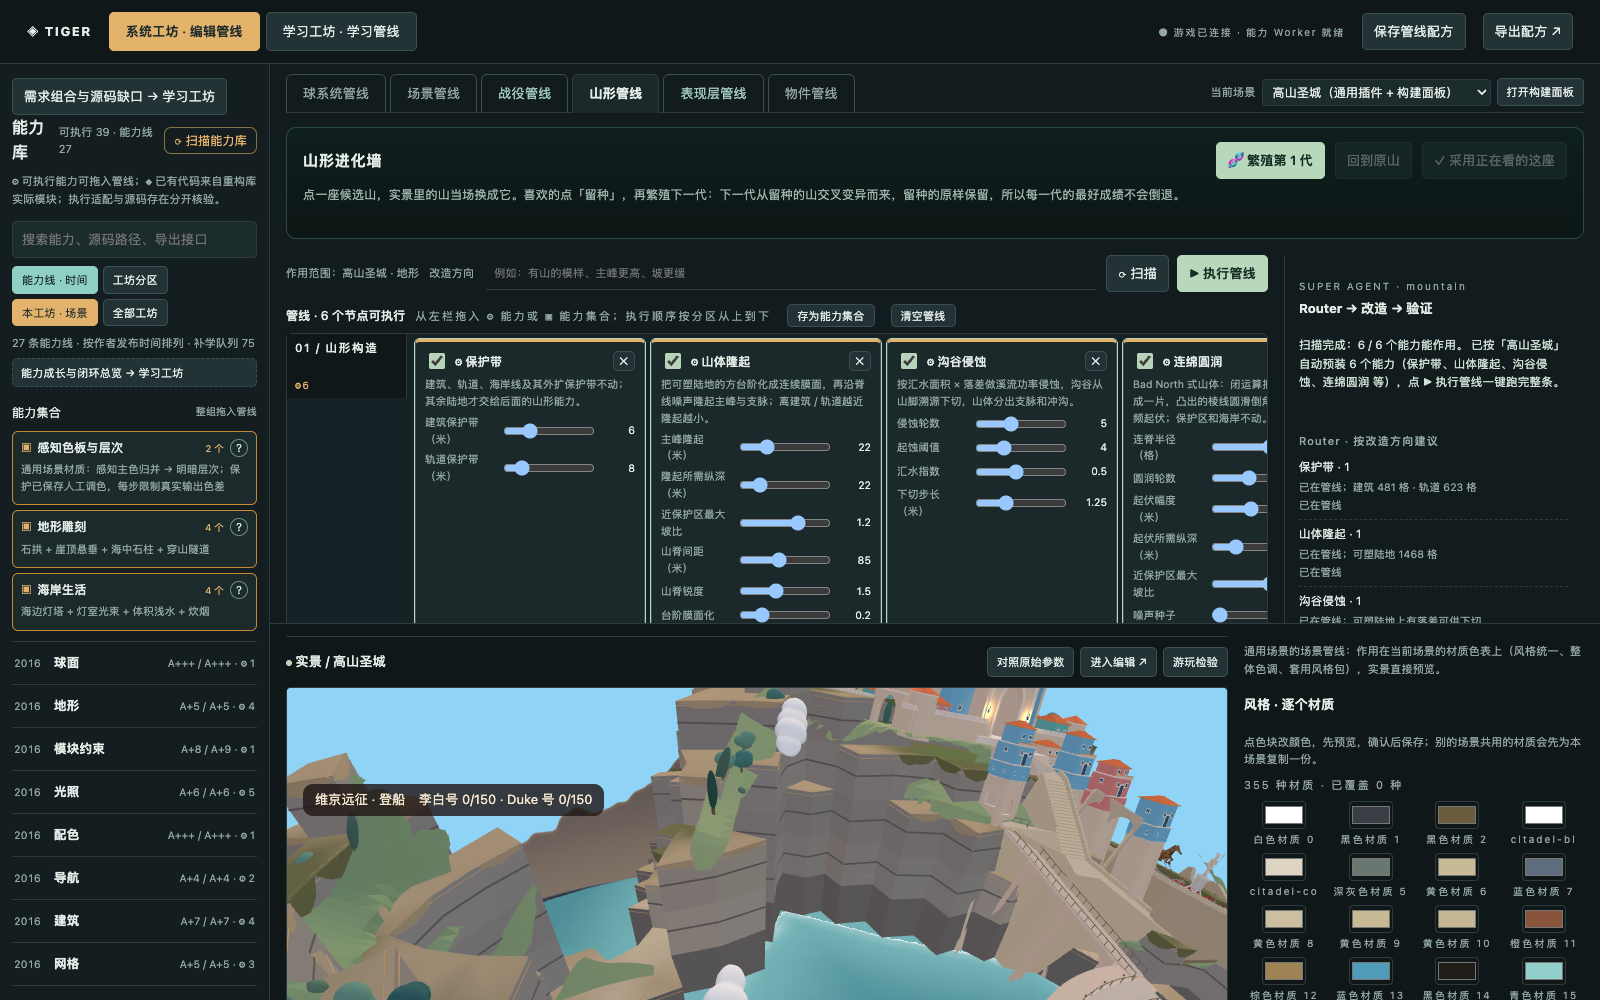 ◈ TIGER
系统工坊 · 编辑管线
学习工坊 · 学习管线
游戏已连接 · 能力 Worker 就绪
保存管线配方
导出配方 ↗
需求组合与源码缺口 → 学习工坊
能力库
可执行 39 · 能力线 27
⟳ 扫描能力库
⚙ 可执行能力可拖入管线；◆ 已有代码来自重构库
实际模块；执行适配与源码存在分开核验。
搜索能力、源码路径、导出接口
能力线 · 时间
工坊分区
本工坊 · 场景
全部工坊
27 条能力线 · 按作者发布时间排列 · 补学队列 75
能力成长与闭环总览 → 学习工坊
能力集合
整组拖入管线
▣ 感知色板与层次
2 个 ?
通用场景材质：感知主色归并 → 明暗层次；保
护已保存人工调色，每步限制真实输出色差
▣ 地形雕刻
4 个 ?
石拱 + 崖顶悬垂 + 海中石柱 + 穿山隧道
▣ 海岸生活
4 个 ?
海边灯塔 + 灯室光束 + 体积浅水 + 炊烟
2016 球面 A+++ / A+++ · ⚙ 1
2016 地形 A+5 / A+5 · ⚙ 4
2016 模块约束 A+8 / A+9 · ⚙ 1
2016 光照 A+6 / A+6 · ⚙ 5
2016 配色 A+++ / A+++ · ⚙ 1
2016 导航 A+4 / A+4 · ⚙ 2
2016 建筑 A+7 / A+7 · ⚙ 4
2016 网格 A+5 / A+5 · ⚙ 3
球系统管线
场景管线
战役管线
山形管线
表现层管线
物件管线
当前场景
高山圣城（通用插件 + 构建面板）
打开构建面板
山形进化墙
🧬 繁殖第 1 代
回到原山
✓ 采用正在看的这座
点一座候选山，实景里的山当场换成它。喜欢的点「留种」，再繁殖下一代：下一代从留种的山交叉变异而来，留种的原样保留，所以每一代的最好成绩不会倒退。
作用范围：高山圣城 · 地形
改造方向
例如：有山的模样、主峰更高、坡更缓
⟳ 扫描
▶ 执行管线
管线 · 6 个节点可执行
从左栏拖入 ⚙ 能力或 ▣ 能力集合；执行顺序按分区从上到下
存为能力集合
清空管线
01 / 山形构造
⚙6
⚙ 保护带
建筑、轨道、海岸线及其外扩保护带不动；
其余陆地才交给后面的山形能力。
建筑保护带（米） 6
轨道保护带（米） 8
⚙ 山体隆起
把可塑陆地的方台阶化成连续膜面，再沿脊
线噪声隆起主峰与支脉；离建筑 / 轨道越近
隆起越小。
主峰隆起（米） 22
隆起所需纵深（米） 22
近保护区最大坡比 1.2
山脊间距（米） 85
山脊锐度 1.5
台阶膜面化 0.2
⚙ 沟谷侵蚀
按汇水面积 × 落差做溪流功率侵蚀，沟谷从
山脚溯源下切，山体分出支脉和冲沟。
侵蚀轮数 5
起蚀阈值 4
汇水指数 0.5
下切步长（米） 1.25
⚙ 连绵圆润
Bad North 式山体：闭运算
成一片，凸出的棱线圆滑倒
频起伏；保护区和海岸不动。
连脊半径（格）
圆润轮数
起伏幅度（米）
起伏所需纵深（米）
近保护区最大坡比
噪声种子
SUPER AGENT · mountain
Router → 改造 → 验证
扫描完成：6 / 6 个能力能作用。 已按「高山圣城」
自动预装 6 个能力（保护带、山体隆起、沟谷侵
蚀、连绵圆润 等），点 ▶ 执行管线一键跑完整条。
Router · 按改造方向建议
保护带 · 1
已在管线；建筑 481 格 · 轨道 623 格
已在管线
山体隆起 · 1
已在管线；可塑陆地 1468 格
已在管线
沟谷侵蚀 · 1
已在管线；可塑陆地上有落差可供下切
实景 / 高山圣城
对照原始参数
进入编辑 ↗
游玩检验
维京远征 · 登船 李白号 0/150 · Duke 号 0/150
通用场景的场景管线：作用在当前场景的材质色表上（风格统一、整
体色调、套用风格包），实景直接预览。
风格 · 逐个材质
点色块改颜色，先预览，确认后保存；别的场景共用的材质会先为本
场景复制一份。
355 种材质 · 已覆盖 0 种
白色材质 0
黑色材质 1
黑色材质 2
citadel-bl
citadel-co
深灰色材质 5
黄色材质 6
蓝色材质 7
黄色材质 8
黄色材质 9
黄色材质 10
橙色材质 11
棕色材质 12
蓝色材质 13
黑色材质 14
青色材质 15